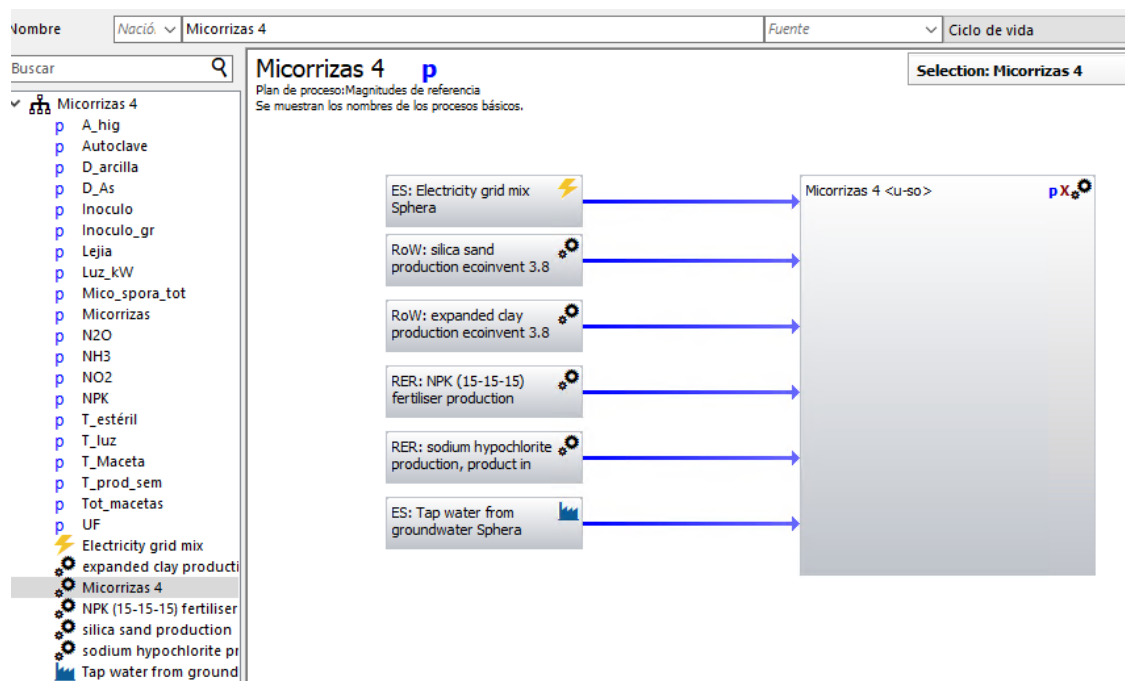 Nombre
Nació.
Micorrizas 4
Fuente
Ciclo de vida
Buscar
Micorrizas 4
A_hig
Autoclave
D_arcilla
D_As
Inoculo
Inoculo_gr
Lejia
Luz_kW
Mico_spora_tot
Micorrizas
N2O
NH3
NO2
NPK
T_estéril
T_luz
T_Maceta
T_prod_sem
Tot_macetas
UF
Electricity grid mix
expanded clay producti
Micorrizas 4
NPK (15-15-15) fertiliser
silica sand production
sodium hypochlorite pr
Tap water from ground
Micorrizas 4 p
Plan de proceso:Magnitudes de referencia
Se muestran los nombres de los procesos básicos.
Selection: Micorrizas 4
ES: Electricity grid mix
Sphera
RoW: silica sand
production ecoinvent 3.8
RoW: expanded clay
production ecoinvent 3.8
RER: NPK (15-15-15)
fertiliser production
RER: sodium hypochlorite
production, product in
ES: Tap water from
groundwater Sphera
Micorrizas 4 <u-so> pX